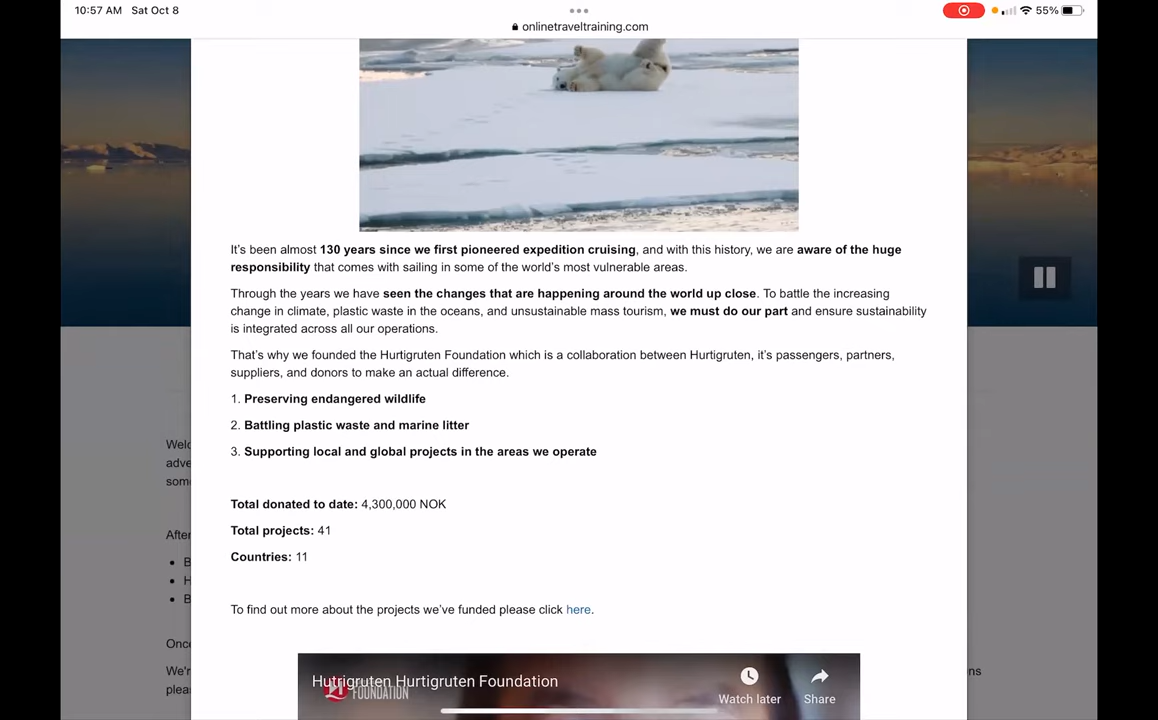 10:57 AM Sat Oct 8
55%
onlinetraveltraining.com
It's been almost 130 years since we first pioneered expedition cruising, and with this history, we are aware of the huge
responsibility that comes with sailing in some of the world's most vulnerable areas.
Through the years we have seen the changes that are happening around the world up close. To battle the increasing
change in climate, plastic waste in the oceans, and unsustainable mass tourism, we must do our part and ensure sustainability
is integrated across all our operations.
That's why we founded the Hurtigruten Foundation which is a collaboration between Hurtigruten, it's passengers, partners,
suppliers, and donors to make an actual difference.
1. Preserving endangered wildlife
2. Battling plastic waste and marine litter
3. Supporting local and global projects in the areas we operate
Total donated to date: 4,300,000 NOK
Total projects: 41
Countries: 11
To find out more about the projects we've funded please click here.
Hutrigruten Hurtigruten Foundation
FOUNDATION
Watch later
Share
Welc
adve
som
After
B
H
B
Once
We're
ns
plea